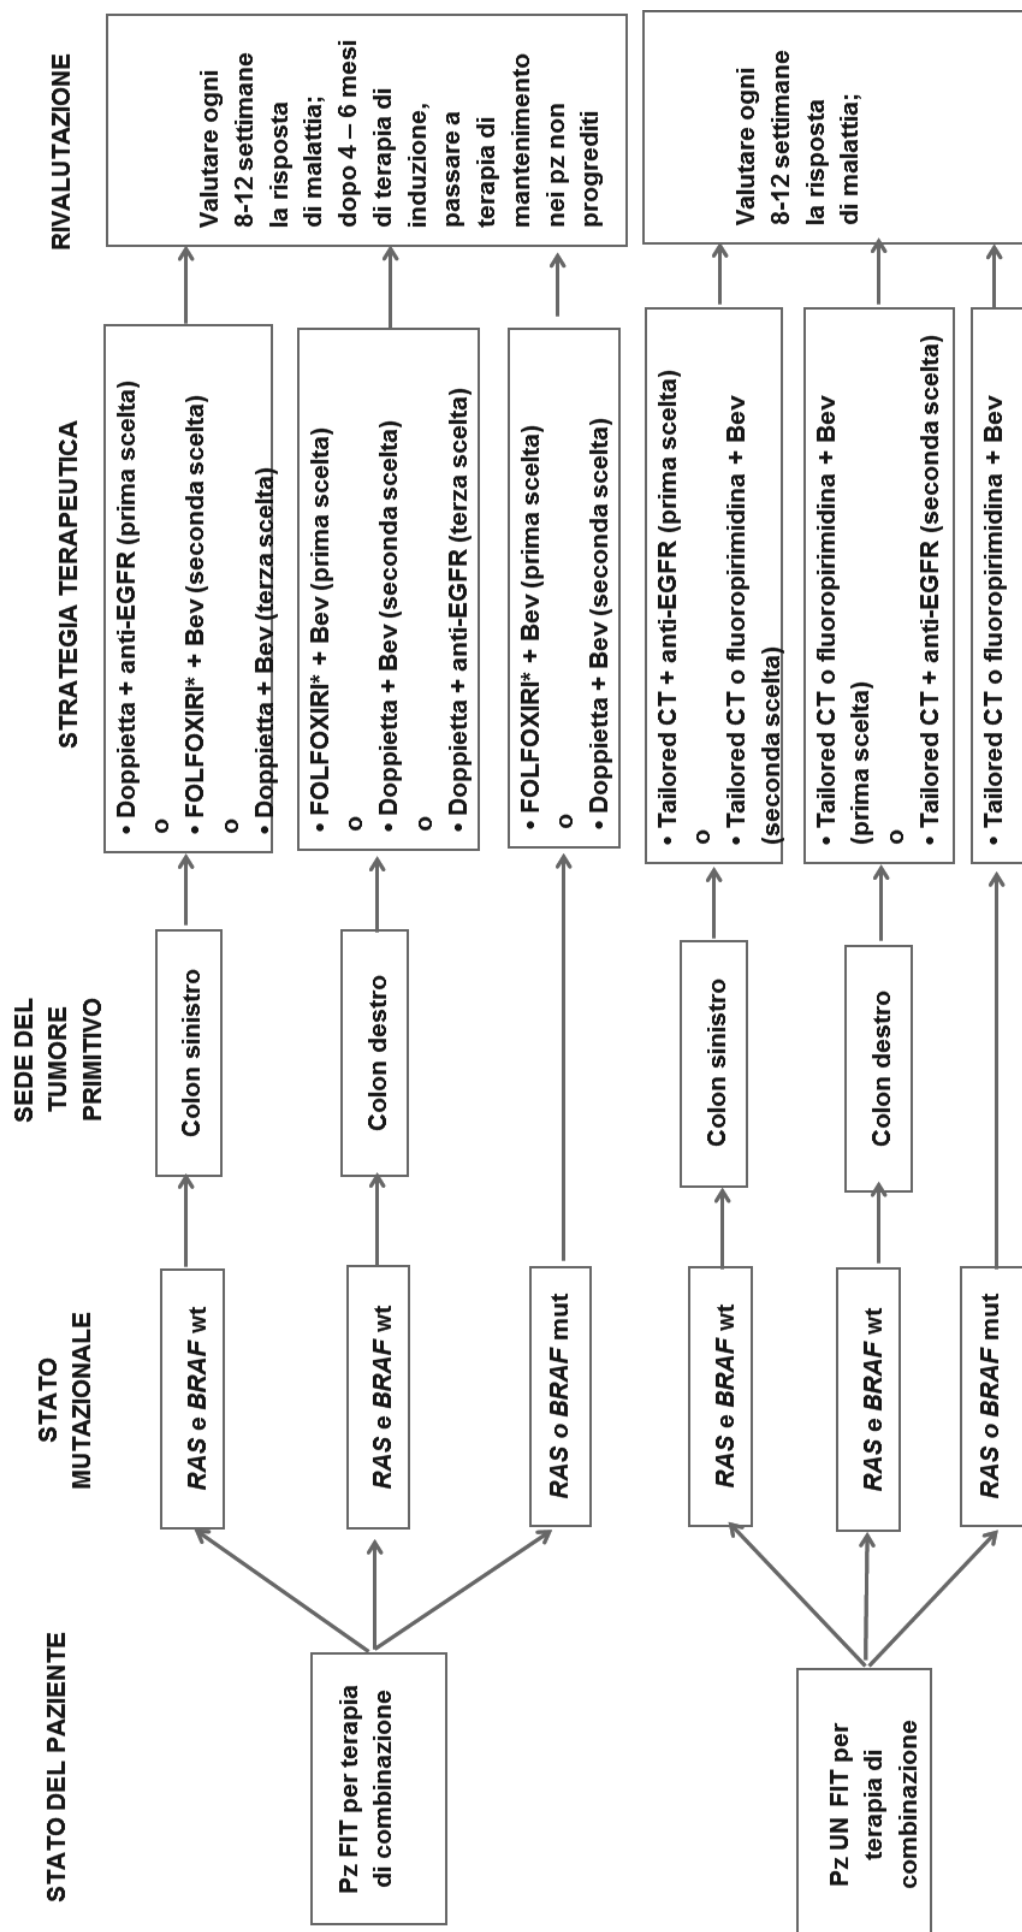 STATO DEL PAZIENTE
STATO
MUTAZIONALE
SEDE DEL
TUMORE
PRIMITIVO
STRATEGIA TERAPEUTICA
RIVALUTAZIONE
Pz FIT per terapia
di combinazione
RAS e BRAF wt
Colon sinistro
• Doppietta + anti-EGFR (prima scelta)
o
• FOLFOXIRI* + Bev (seconda scelta)
o
• Doppietta + Bev (terza scelta)
RAS e BRAF wt
Colon destro
• FOLFOXIRI* + Bev (prima scelta)
o
• Doppietta + Bev (seconda scelta)
o
• Doppietta + anti-EGFR (terza scelta)
RAS o BRAF mut
• FOLFOXIRI* + Bev (prima scelta)
o
• Doppietta + Bev (seconda scelta)
Valutare ogni
8-12 settimane
la risposta
di malattia;
dopo 4 – 6 mesi
di terapia di
induzione,
passare a
terapia di
mantenimento
nei pz non
progrediti
Pz UN FIT per
terapia di
combinazione
RAS e BRAF wt
Colon sinistro
• Tailored CT + anti-EGFR (prima scelta)
o
• Tailored CT o fluoropirimidina + Bev
(seconda scelta)
RAS e BRAF wt
Colon destro
• Tailored CT o fluoropirimidina + Bev
(prima scelta)
o
• Tailored CT + anti-EGFR (seconda scelta)
RAS o BRAF mut
• Tailored CT o fluoropirimidina + Bev
Valutare ogni
8-12 settimane
la risposta
di malattia;